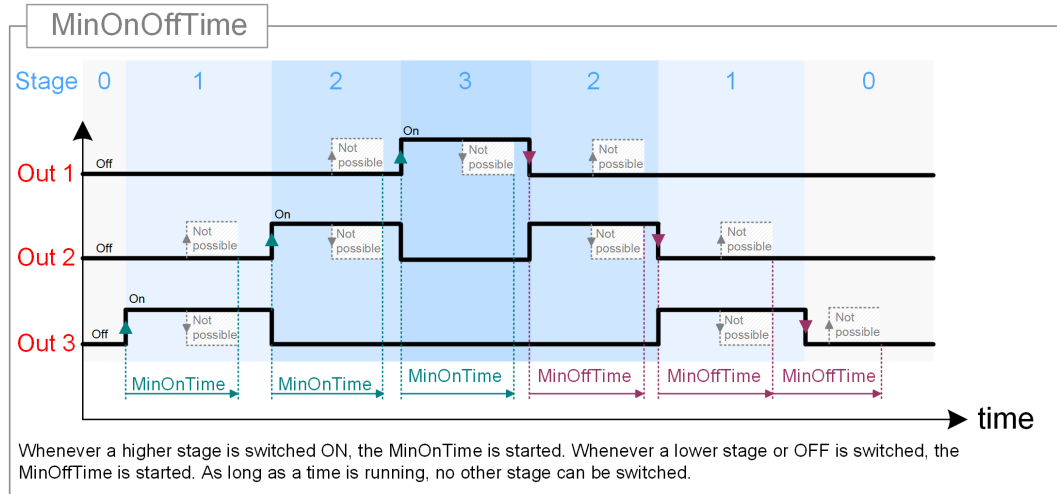 MinOnOffTime
Stage 0 1 2 3 2 1 0
On
Not possible
Not possible
Not possible
Off
Out 1
On
Not possible
Not possible
Not possible
Not possible
Off
Out 2
On
Not possible
Not possible
Not possible
Off
Out 3
MinOnTime
MinOnTime
MinOnTime
MinOffTime
MinOffTime
MinOffTime
time
Whenever a higher stage is switched ON, the MinOnTime is started. Whenever a lower stage or OFF is switched, the
MinOffTime is started. As long as a time is running, no other stage can be switched.